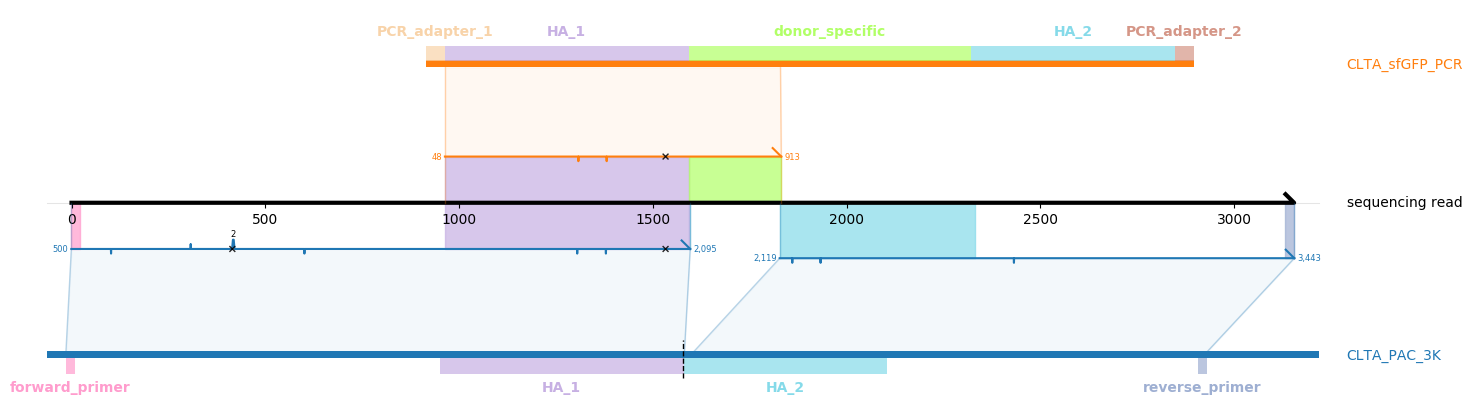 PCR_adapter_1 HA_1 donor_specific HA_2 PCR_adapter_2
CLTA_sfGFP_PCR
48 913
sequencing read
0 500 1000 1500 2000 2500 3000
2
500 2,095
2,119 3,443
CLTA_PAC_3K
forward_primer HA_1 HA_2 reverse_primer